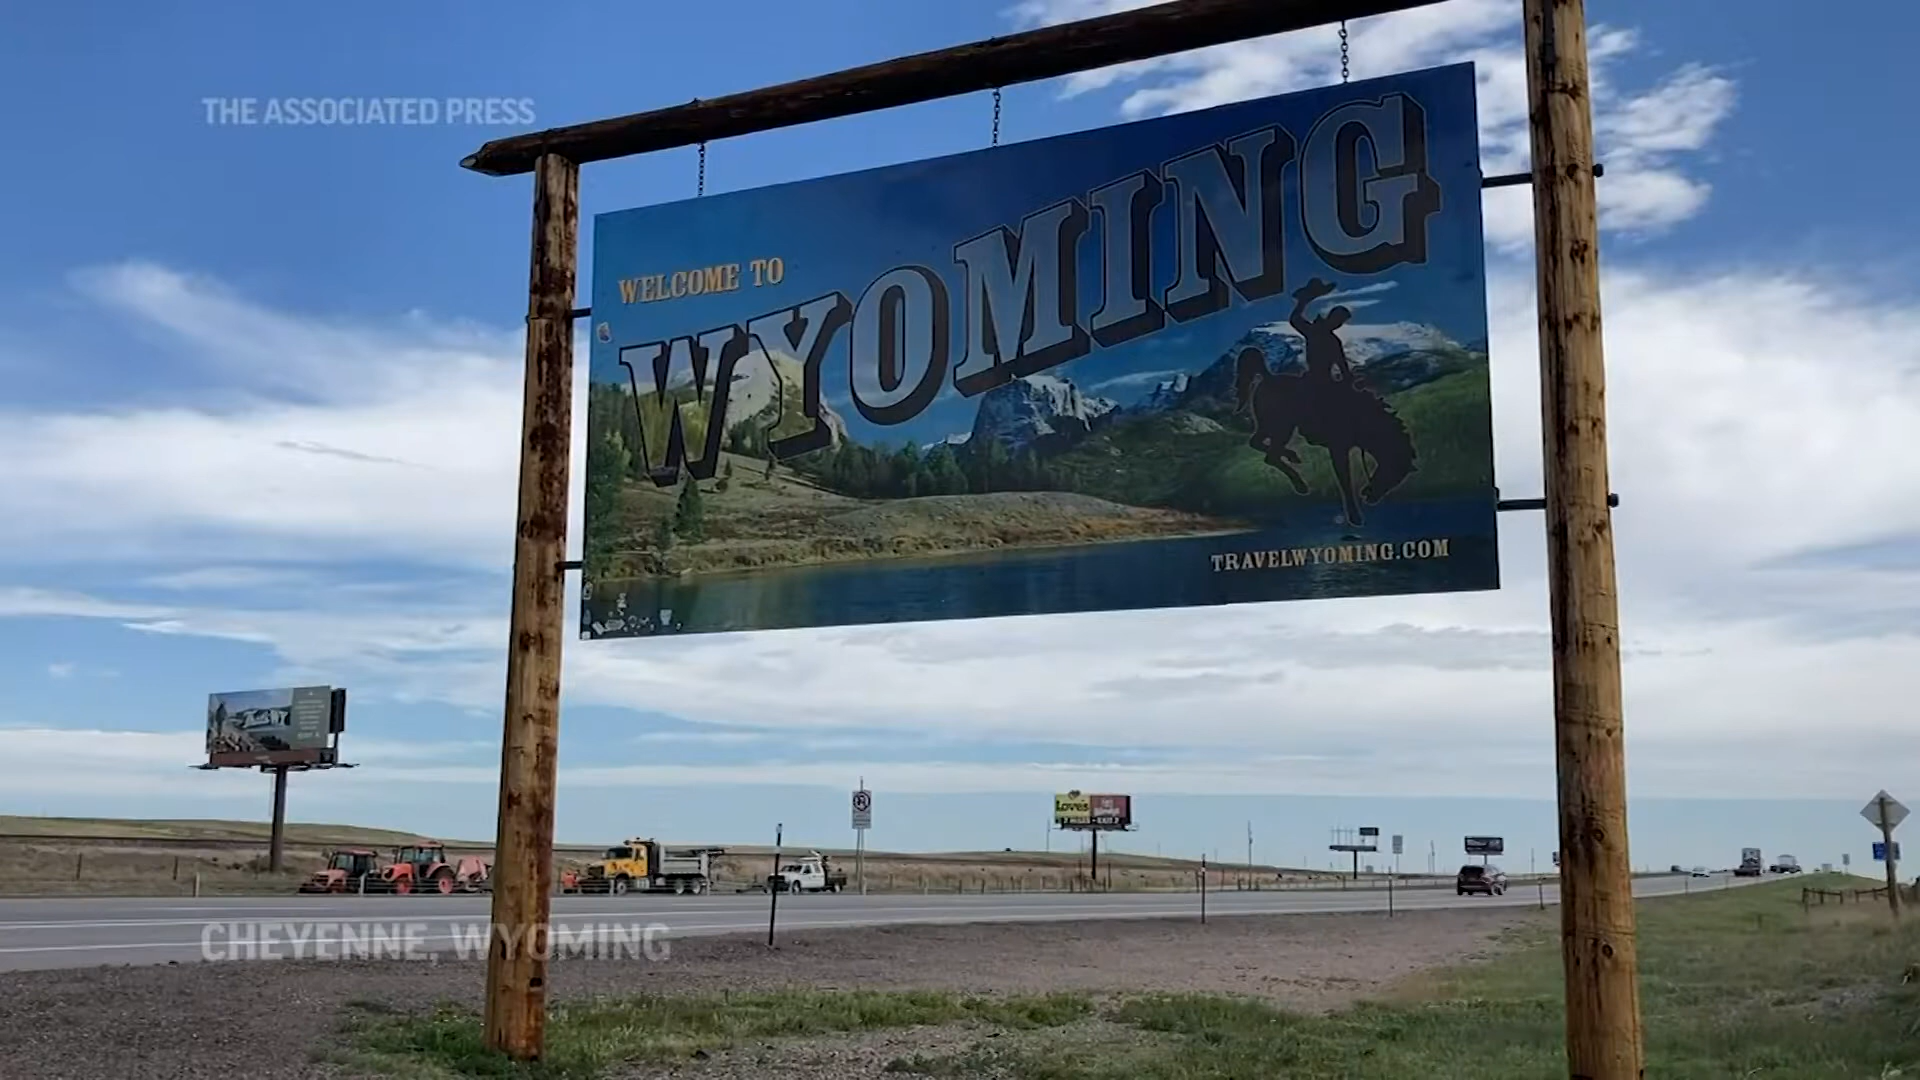 THE ASSOCIATED PRESS
WELCOME TO
WYOMING
TRAVELWYOMING.COM
Love's
CHEYENNE, WYOMING